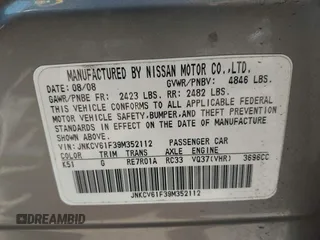 MANUFACTURED BY NISSAN MOTOR CO.,LTD.
DATE: 08/08 GVWR/PNBV: 4846 LBS.
GAWR/PNBE FR: 2423 LBS. RR: 2482 LBS.
THIS VEHICLE CONFORMS TO ALL APPLICABLE FEDERAL
MOTOR VEHICLE SAFETY,BUMPER,AND THEFT PREVENTION
STANDARDS IN EFFECT ON THE DATE OF
MANUFACTURE SHOWN ABOVE.
VIN: JNKCV61F39M352112 PASSENGER CAR
COLOR TRIM TRANS AXLE ENGINE
K51 G RE7R01A RC33 VQ37(VHR) 3696CC
JNKCV61F39M352112
REDME9ID.COM